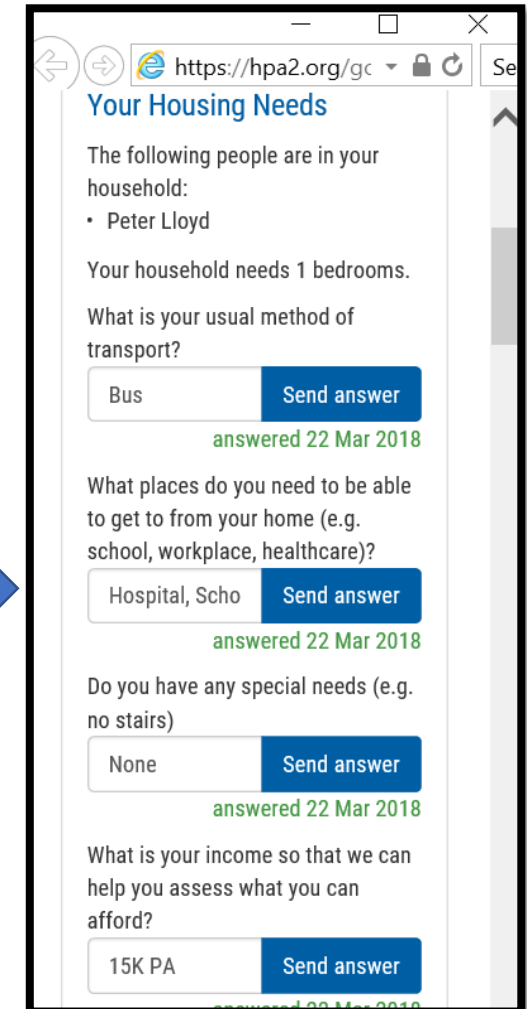 https://hpa2.org/gc
Se
Your Housing Needs
The following people are in your
household:
• Peter Lloyd
Your household needs 1 bedrooms.
What is your usual method of
transport?
Bus Send answer
answered 22 Mar 2018
What places do you need to be able
to get to from your home (e.g.
school, workplace, healthcare)?
Hospital, Scho Send answer
answered 22 Mar 2018
Do you have any special needs (e.g.
no stairs)
None Send answer
answered 22 Mar 2018
What is your income so that we can
help you assess what you can
afford?
15K PA Send answer
answered 22 Mar 2018